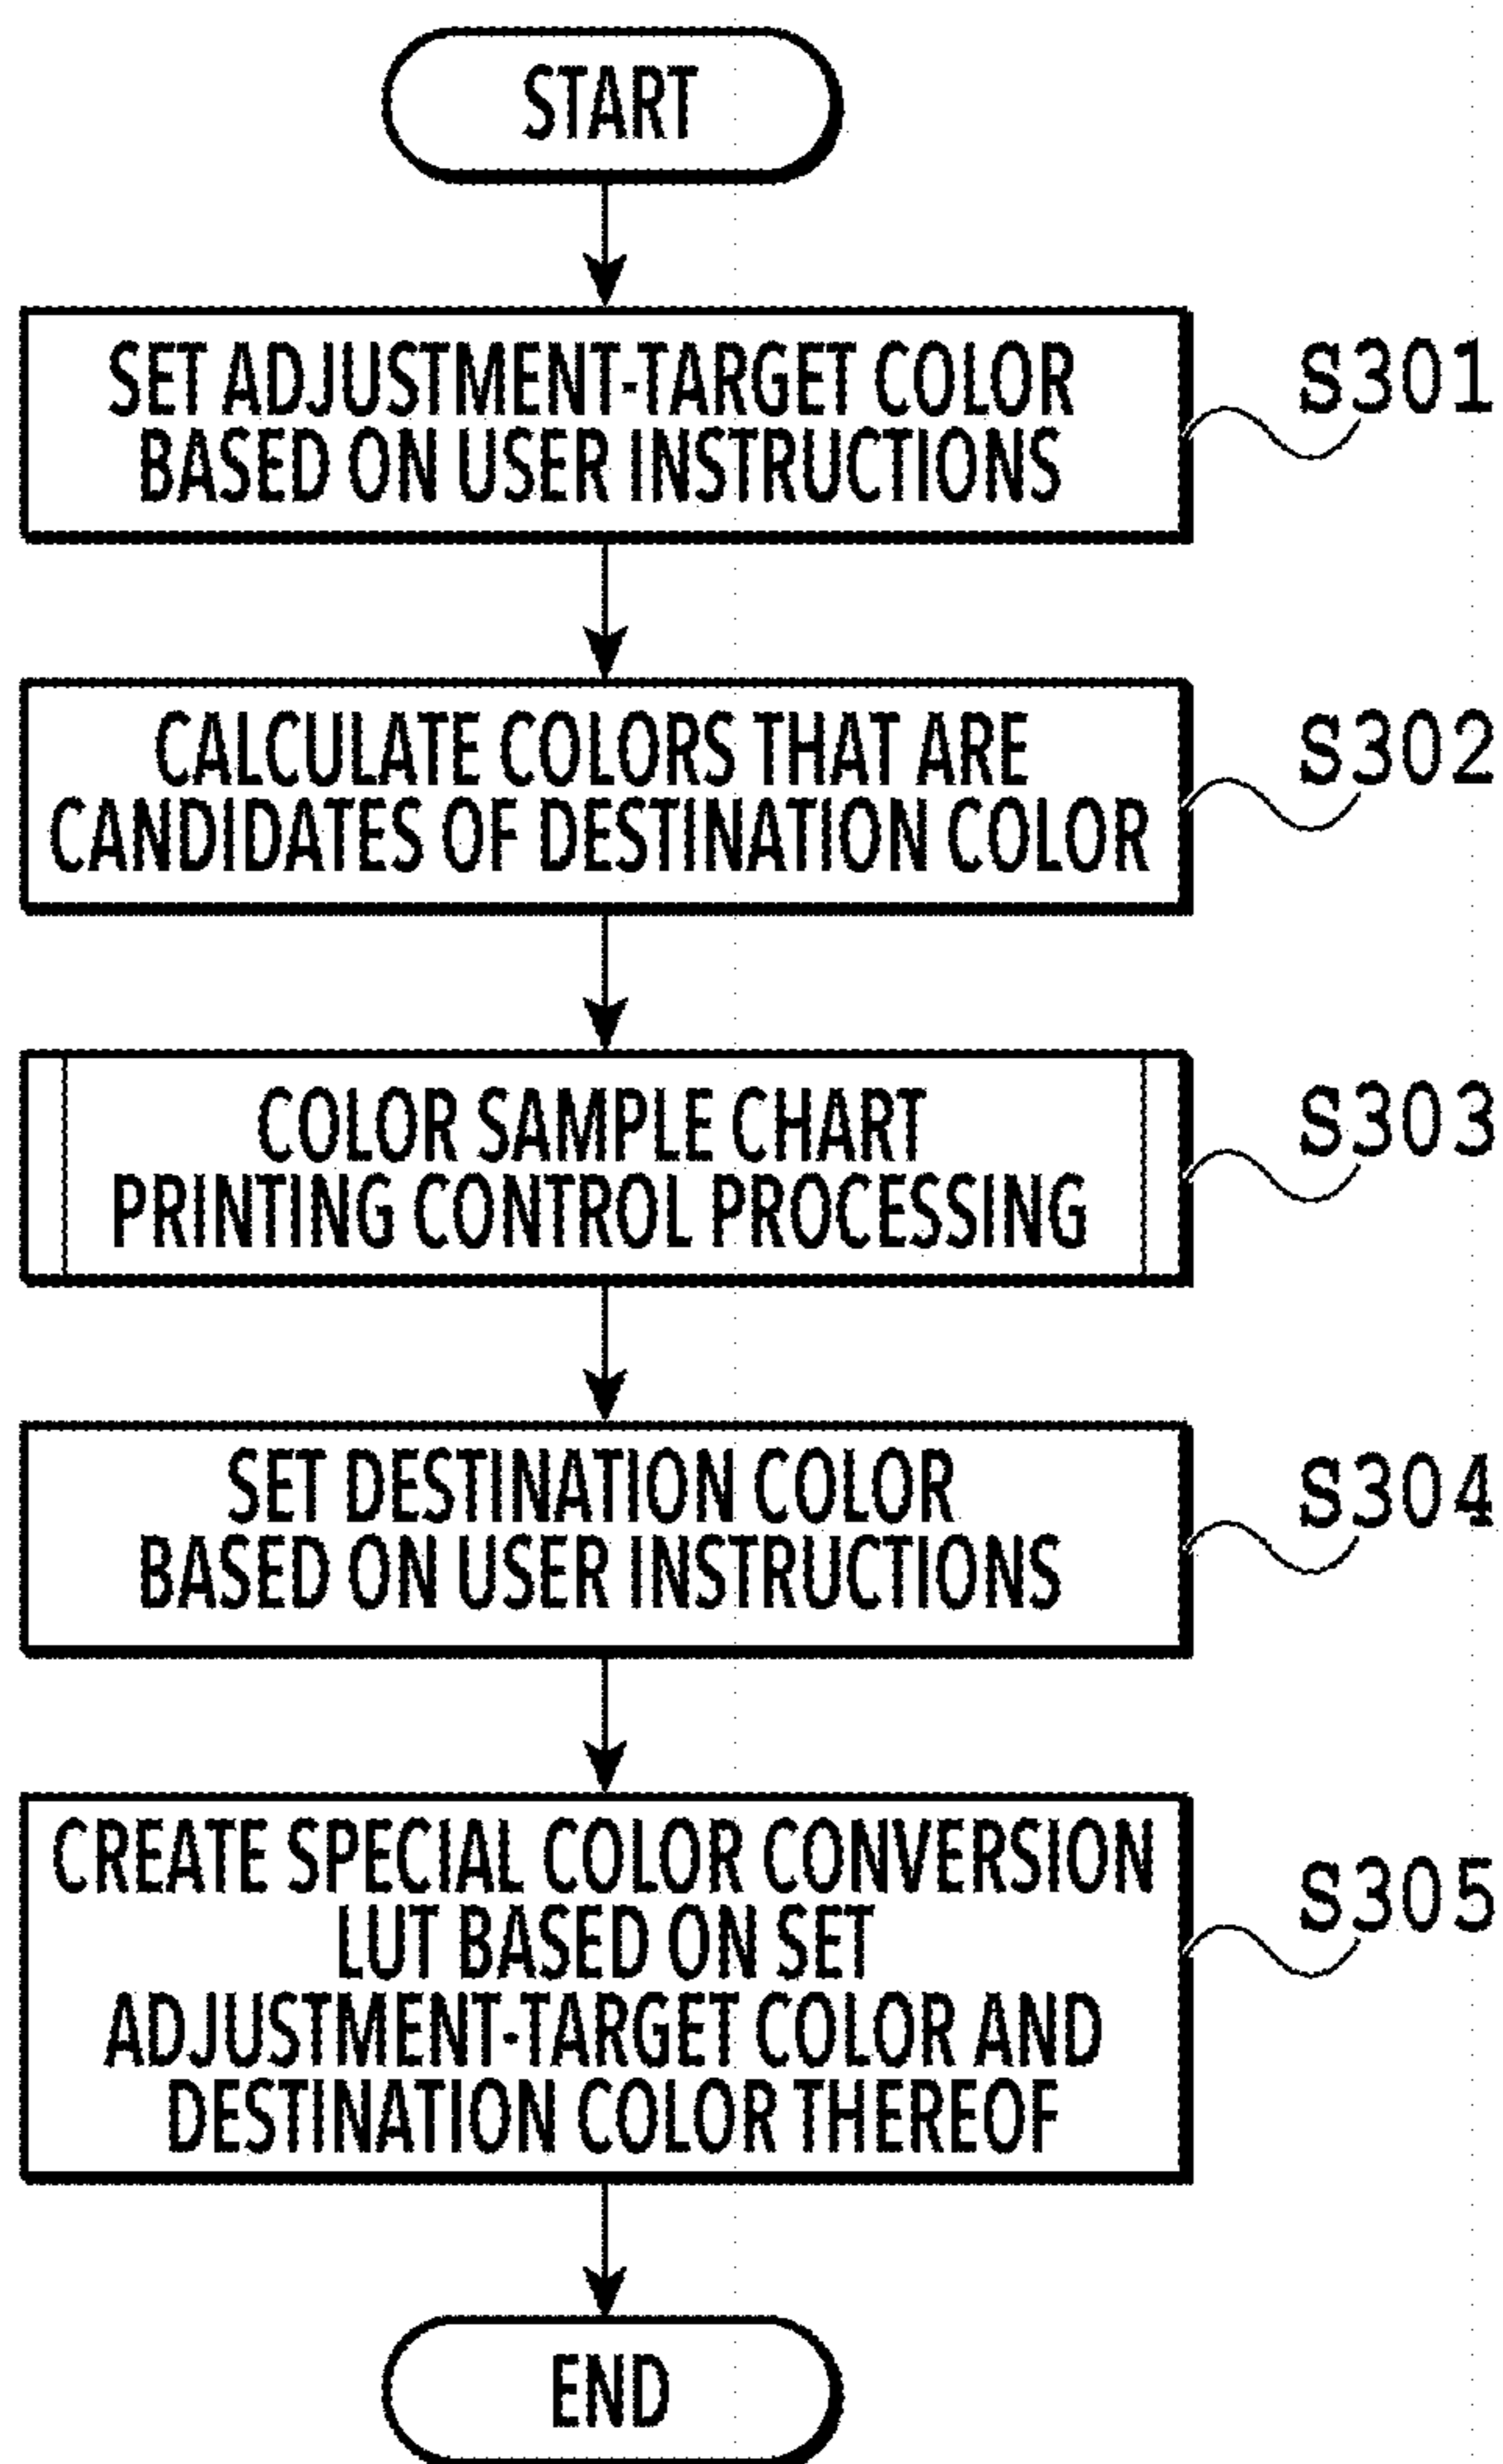 START
SET ADJUSTMENT-TARGET COLOR
BASED ON USER INSTRUCTIONS
S301
CALCULATE COLORS THAT ARE
CANDIDATES OF DESTINATION COLOR
S302
COLOR SAMPLE CHART
PRINTING CONTROL PROCESSING
S303
SET DESTINATION COLOR
BASED ON USER INSTRUCTIONS
S304
CREATE SPECIAL COLOR CONVERSION
LUT BASED ON SET
ADJUSTMENT-TARGET COLOR AND
DESTINATION COLOR THEREOF
S305
END